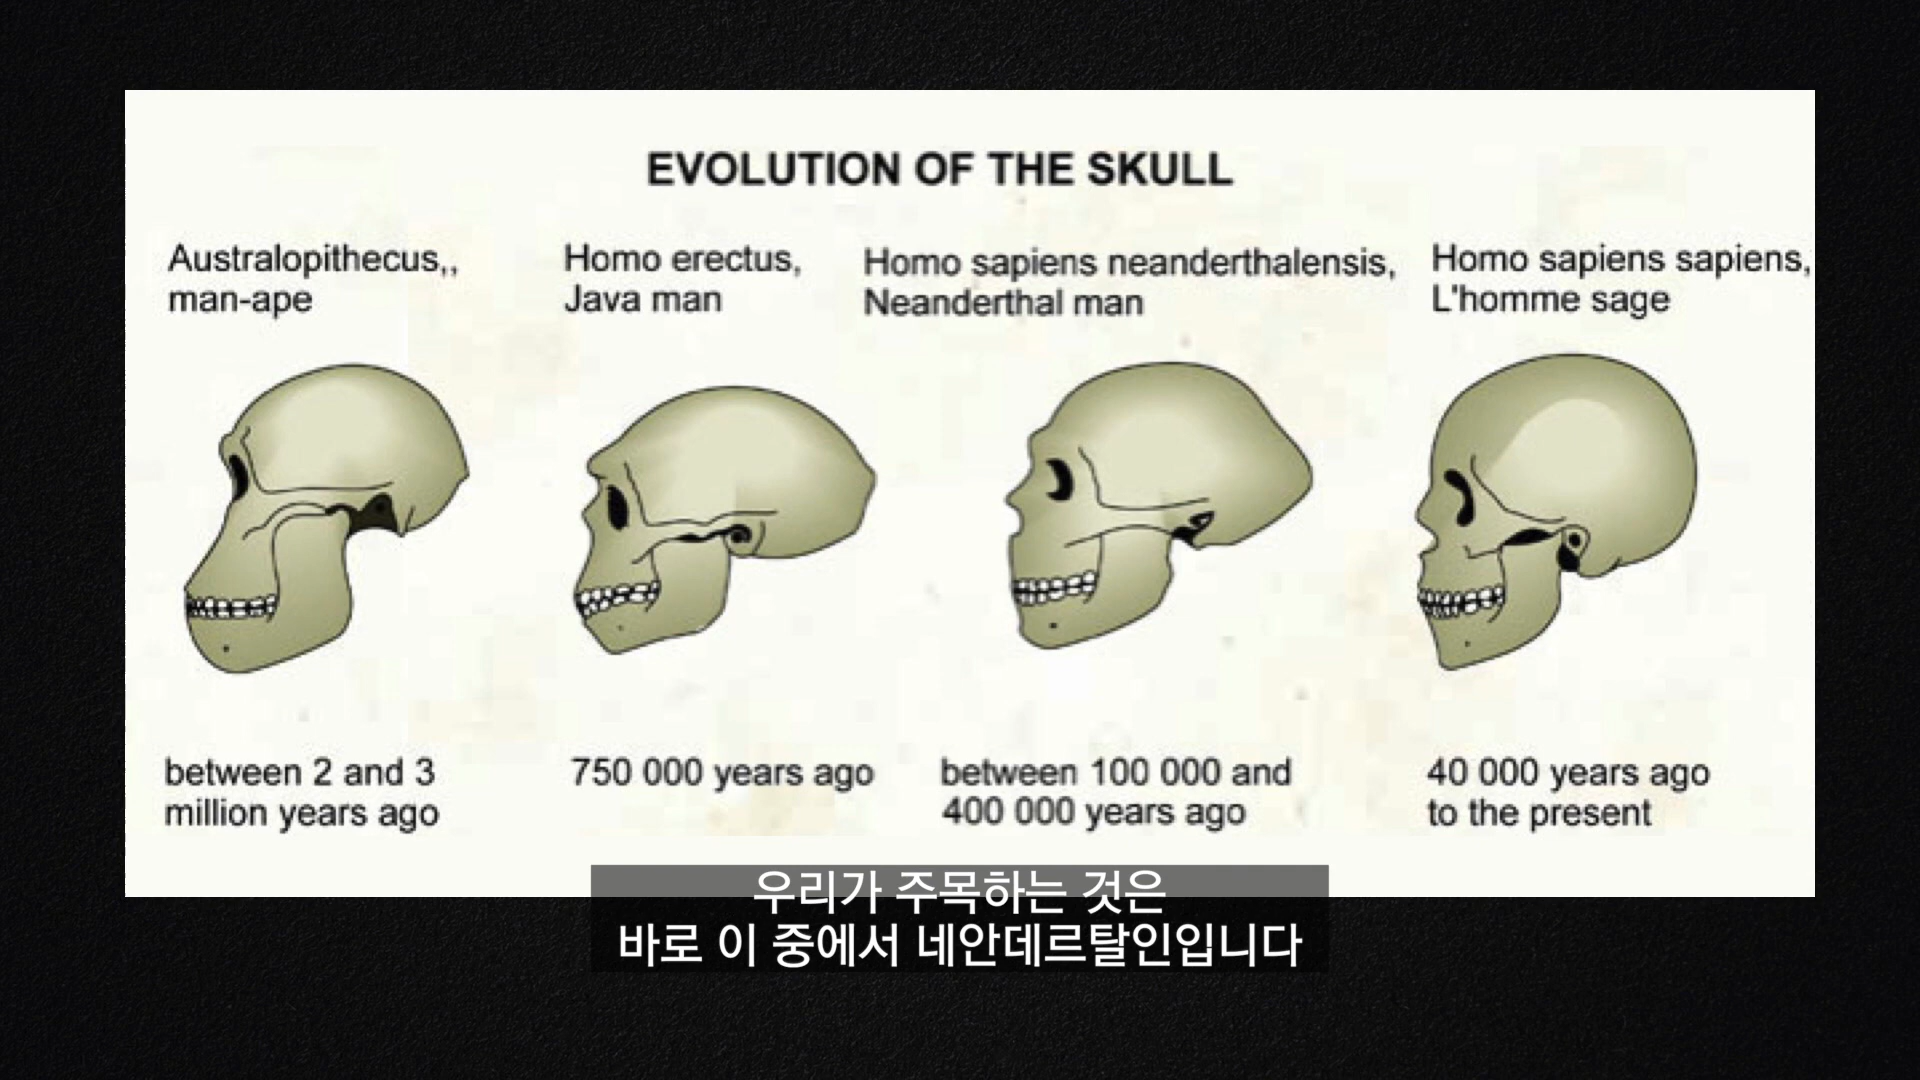 EVOLUTION OF THE SKULL
Australopithecus,,
man-ape
Homo erectus,
Java man
Homo sapiens neanderthalensis,
Neanderthal man
Homo sapiens sapiens,
L'homme sage
between 2 and 3
million years ago
750 000 years ago
between 100 000 and
400 000 years ago
40 000 years ago
to the present
우리가 주목하는 것은
바로 이 중에서 네안데르탈인입니다